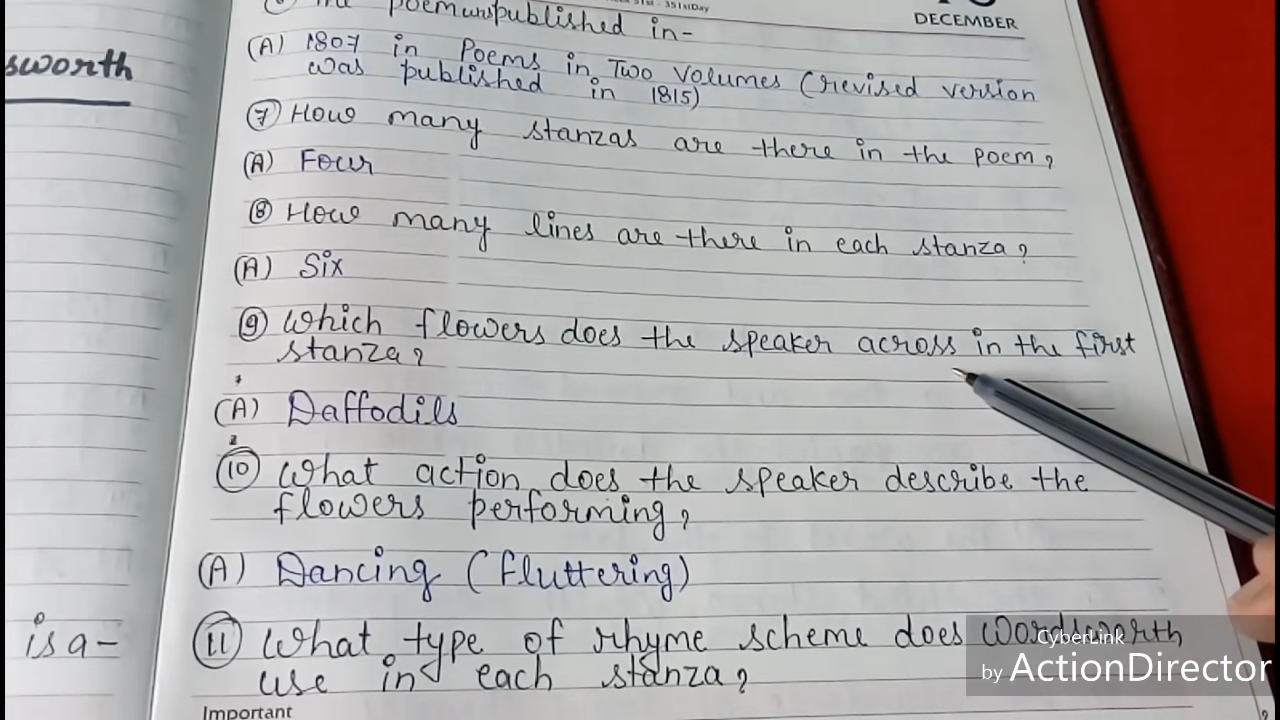 sworth
is a -
351stDay
DECEMBER
The poem was published in-
(A) 1807 in Poems in Two Volumes (revised version
was published in 1815)
(7) How many stanzas are there in the poem?
(A) Four
(8) How many lines are there in each stanza?
(A) Six
(9) Which flowers does the speaker across in the first
stanza?
(A) Daffodils
(10) What action does the speaker describe the
flowers performing?
(A) Dancing (fluttering)
(11) What type of rhyme scheme does Wordsworth
use in each stanza?
Important
CyberLink
by ActionDirector